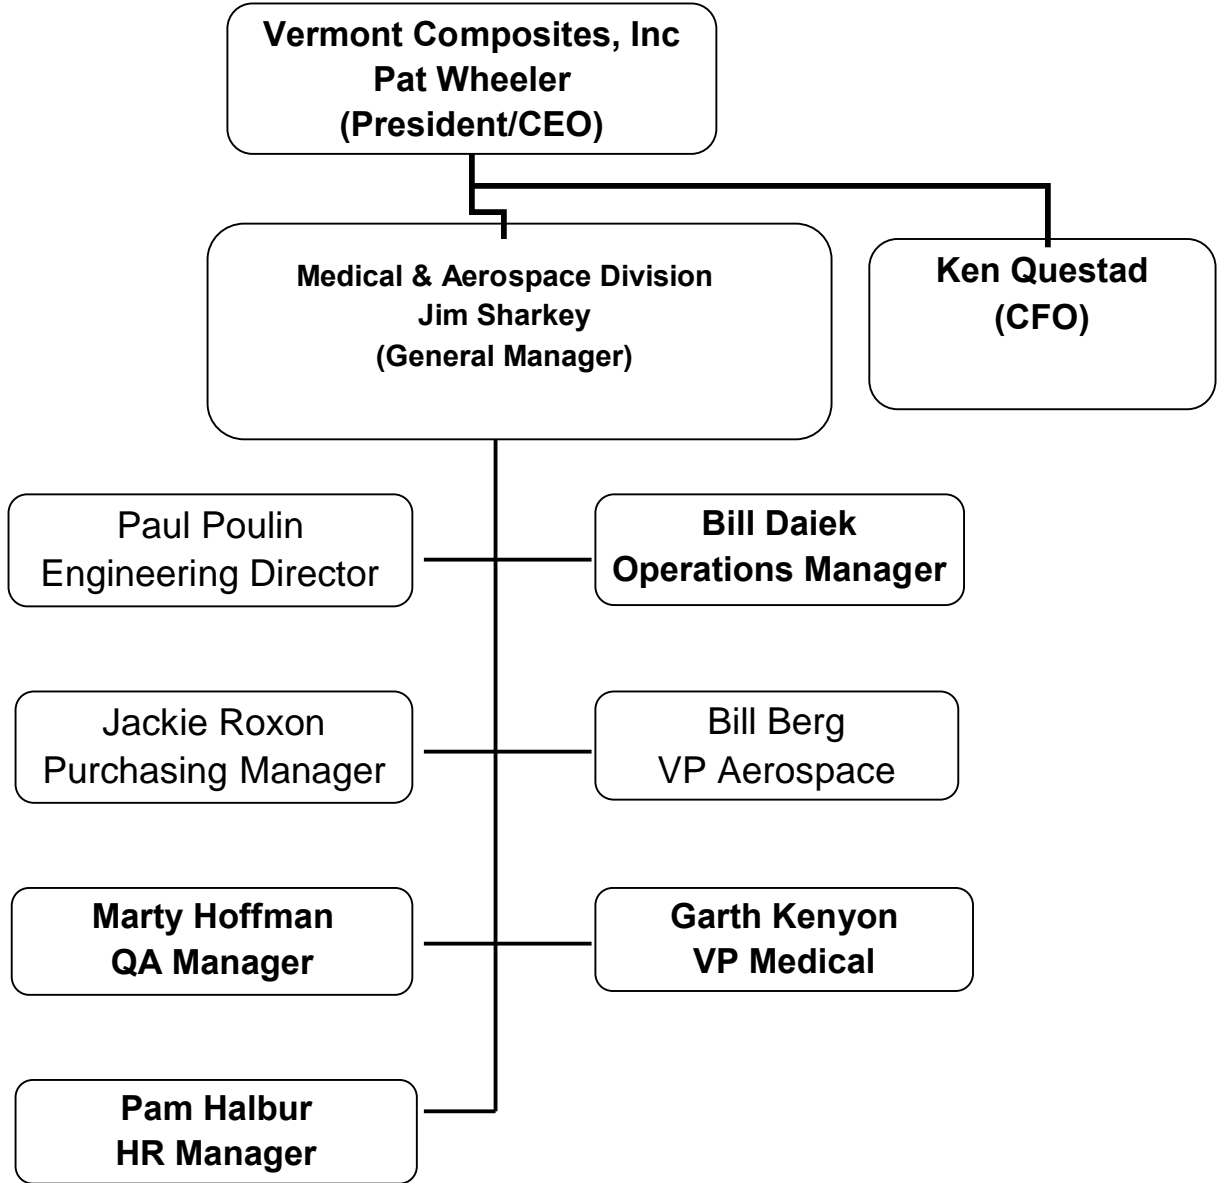 Vermont Composites, Inc
Pat Wheeler
(President/CEO)
Medical & Aerospace Division
Jim Sharkey
(General Manager)
Ken Questad
(CFO)
Paul Poulin
Engineering Director
Bill Daiek
Operations Manager
Jackie Roxon
Purchasing Manager
Bill Berg
VP Aerospace
Marty Hoffman
QA Manager
Garth Kenyon
VP Medical
Pam Halbur
HR Manager